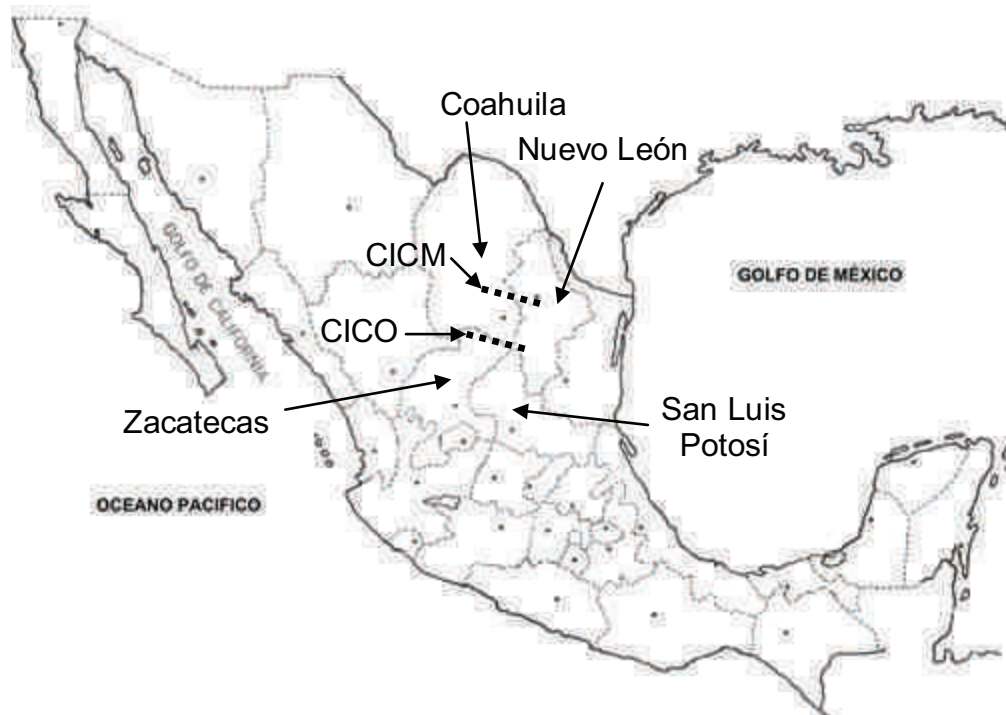 Coahuila
Nuevo León
CICM
GOLFO DE MÉXICO
GOLFO DE CALIFORNIA
CICO
Zacatecas
San Luis
Potosí
OCEANO PACIFICO